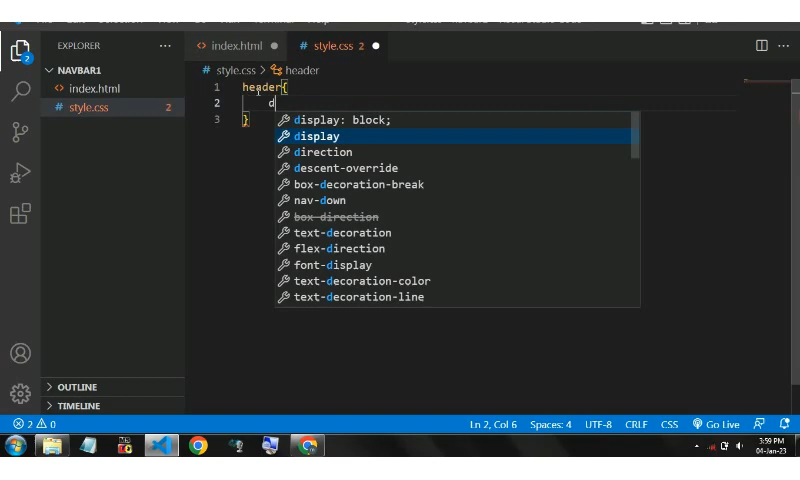 EXPLORER
index.html
# style.css 2
NAVBAR1
<> index.html
# style.css 2
# style.css > header
1 header{
2 d
3 }
display: block;
display
direction
descent-override
box-decoration-break
nav-down
box-direction
text-decoration
flex-direction
font-display
text-decoration-color
text-decoration-line
OUTLINE
TIMELINE
2 0
Ln 2, Col 6
Spaces: 4
UTF-8
CRLF
CSS
Go Live
3:59 PM
04-Jan-23